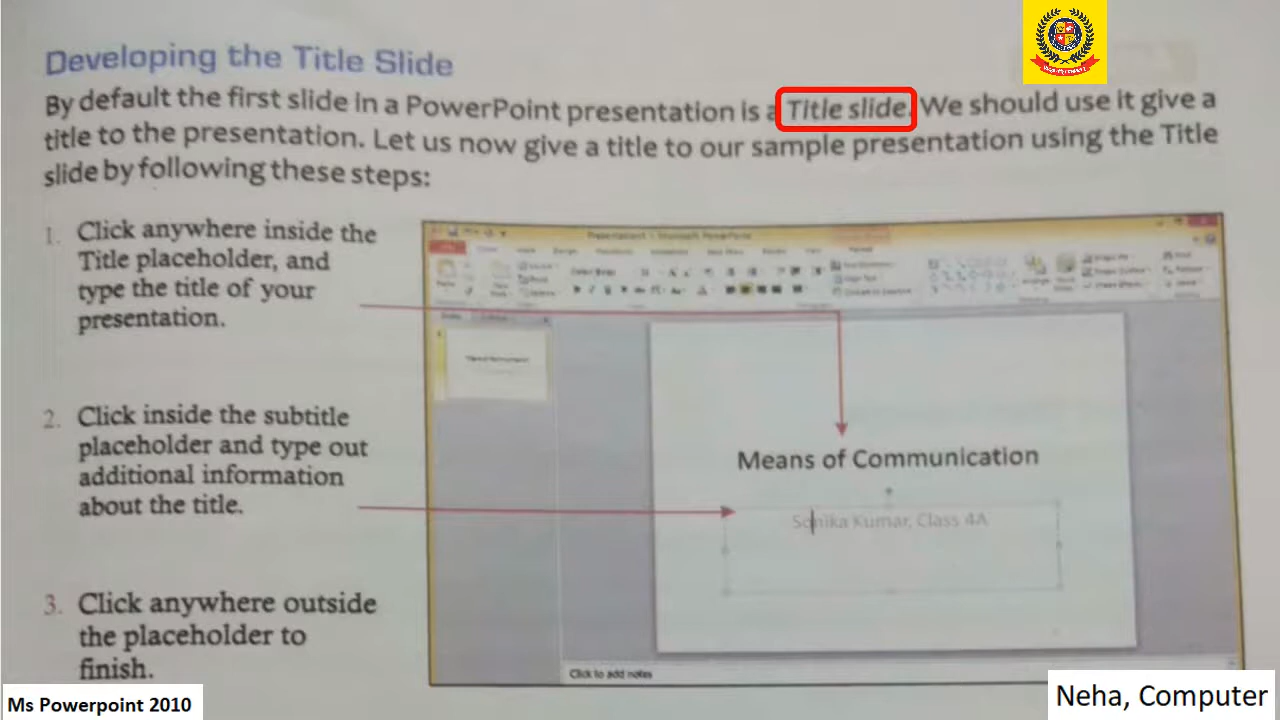 Developing the Title Slide
By default the first slide in a PowerPoint presentation is a Title slide. We should use it give a
title to the presentation. Let us now give a title to our sample presentation using the Title
slide by following these steps:
1. Click anywhere inside the
Title placeholder, and
type the title of your
presentation.
2. Click inside the subtitle
placeholder and type out
additional information
about the title.
3. Click anywhere outside
the placeholder to
finish.
Means of Communication
Sonika Kumar, Class 4A
Click to add notes
Ms Powerpoint 2010
Neha, Computer